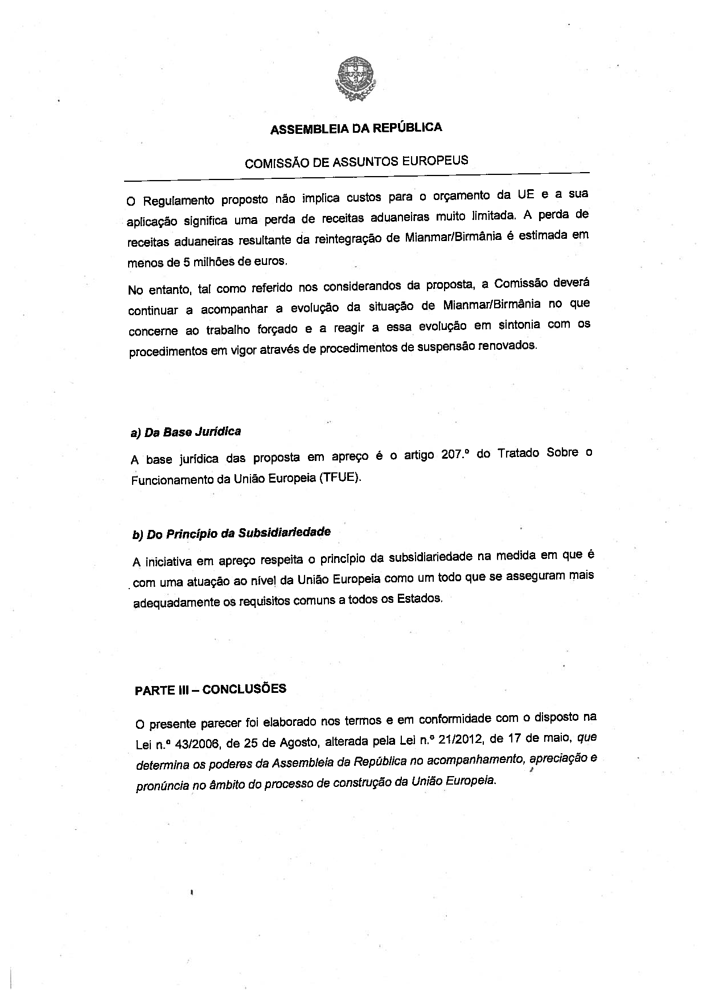 ASSEMBLEIA DA REPÚBLICA
COMISSÃO DE ASSUNTOS EUROPEUS
O Regulamento proposto não implica custos para o orçamento da UE e a sua
aplicação significa uma perda de receitas aduaneiras muito limitada. A perda de
receitas aduaneiras resultante da reintegração de Mianmar/Birmânia é estimada em
menos de 5 milhões de euros.
No entanto, tal como referido nos considerandos da proposta, a Comissão deverá
continuar a acompanhar a evolução da situação de Mianmar/Birmânia no que
concerne ao trabalho forçado e a reagir a essa evolução em sintonia com os
procedimentos em vigor através de procedimentos de suspensão renovados.
a) Da Base Jurídica
A base jurídica das proposta em apreço é o artigo 207.º do Tratado Sobre o
Funcionamento da União Europeia (TFUE).
b) Do Princípio da Subsidiariedade
A iniciativa em apreço respeita o princípio da subsidiariedade na medida em que é
com uma atuação ao nível da União Europeia como um todo que se asseguram mais
adequadamente os requisitos comuns a todos os Estados.
PARTE III – CONCLUSÕES
O presente parecer foi elaborado nos termos e em conformidade com o disposto na
Lei n.º 43/2006, de 25 de Agosto, alterada pela Lei n.º 21/2012, de 17 de maio, que
determina os poderes da Assembleia da República no acompanhamento, apreciação e
pronúncia no âmbito do processo de construção da União Europeia.